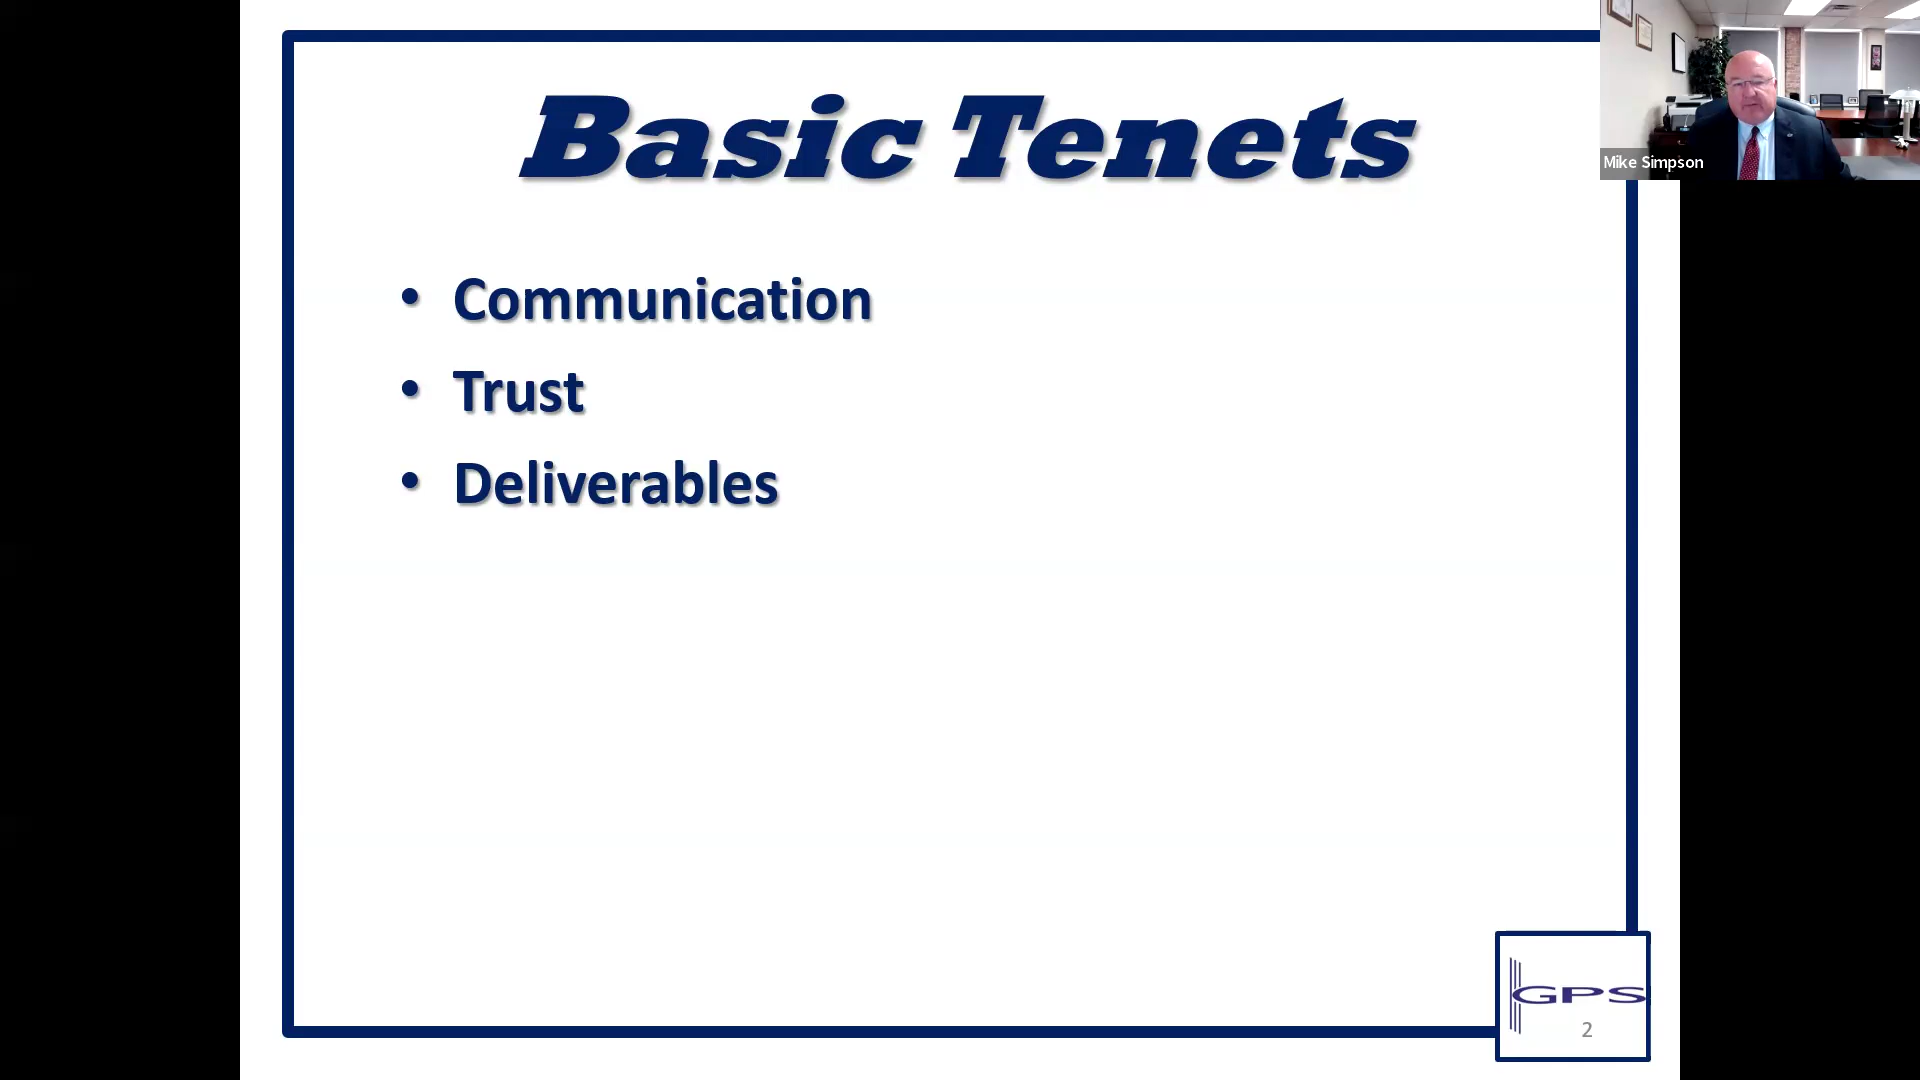 Basic Tenets
Mike Simpson
• Communication
• Trust
• Deliverables
GPS
2